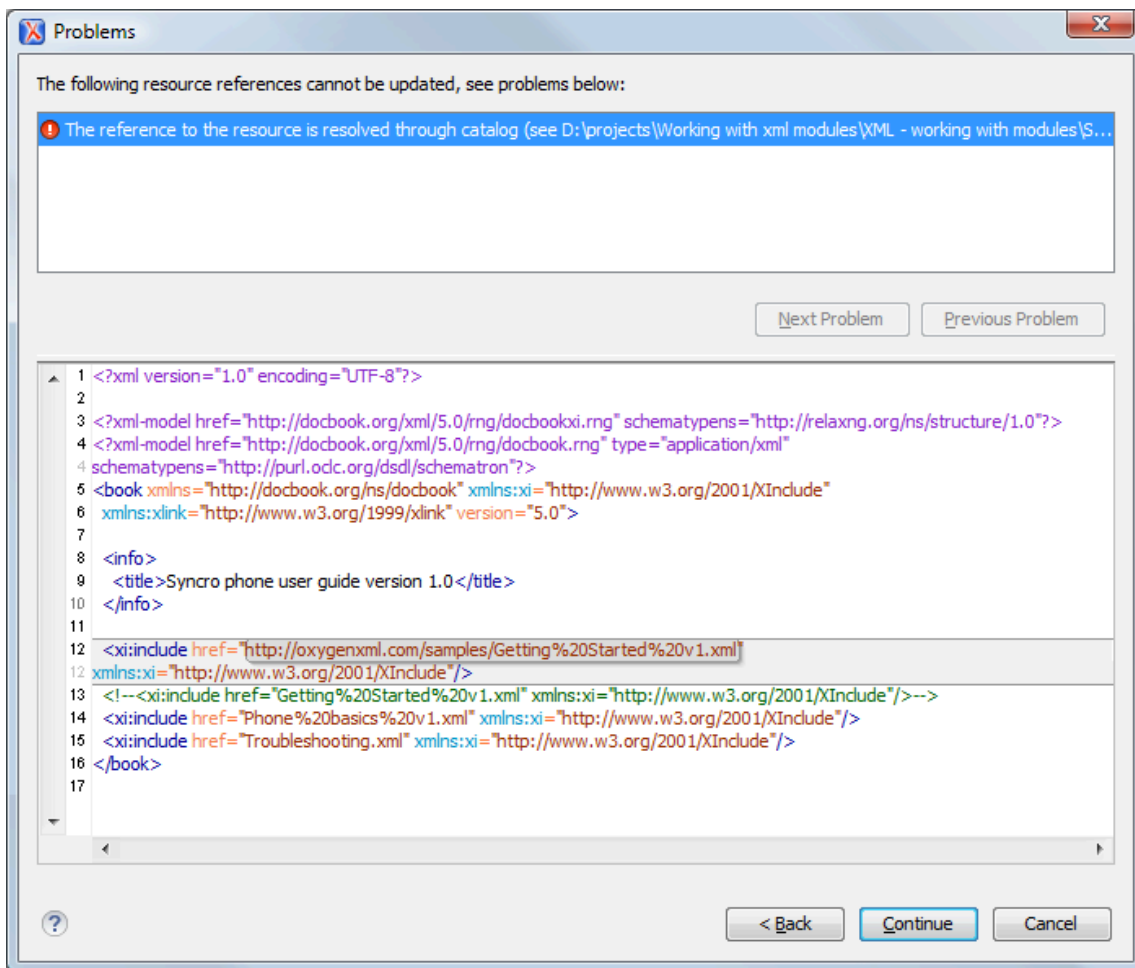 Problems
The following resource references cannot be updated, see problems below:
The reference to the resource is resolved through catalog (see D:\projects\Working with xml modules\XML - working with modules\S...
Next Problem Previous Problem
1 <?xml version="1.0" encoding="UTF-8"?>
2
3 <?xml-model href="http://docbook.org/xml/5.0/rng/docbookxi.rng" schematypens="http://relaxng.org/ns/structure/1.0"?>
4 <?xml-model href="http://docbook.org/xml/5.0/rng/docbook.rng" type="application/xml"
4 schematypens="http://purl.oclc.org/dsdl/schematron"?>
5 <book xmlns="http://docbook.org/ns/docbook" xmlns:xi="http://www.w3.org/2001/XInclude"
6 xmlns:xlink="http://www.w3.org/1999/xlink" version="5.0">
7
8 <info>
9 <title>Syncro phone user guide version 1.0</title>
10 </info>
11
12 <xi:include href="http://oxygenxml.com/samples/Getting%20Started%20v1.xml"
12 xmlns:xi="http://www.w3.org/2001/XInclude"/>
13 <!--<xi:include href="Getting%20Started%20v1.xml" xmlns:xi="http://www.w3.org/2001/XInclude"/>-->
14 <xi:include href="Phone%20basics%20v1.xml" xmlns:xi="http://www.w3.org/2001/XInclude"/>
15 <xi:include href="Troubleshooting.xml" xmlns:xi="http://www.w3.org/2001/XInclude"/>
16 </book>
17
? < Back Continue Cancel